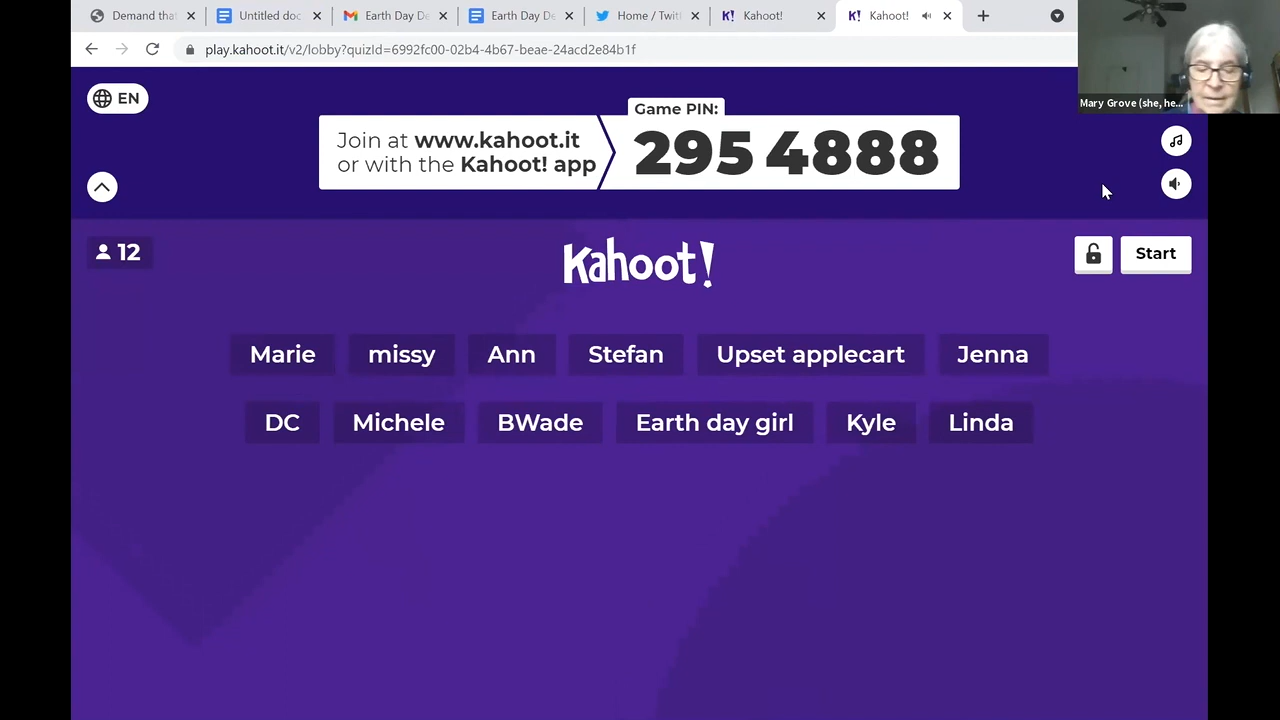 Demand that
Untitled doc
Earth Day De
Earth Day De
Home / Twit
Kahoot!
Kahoot!
play.kahoot.it/v2/lobby?quizId=6992fc00-02b4-4b67-beae-24acd2e84b1f
Mary Grove (she, he...
EN
Game PIN:
Join at www.kahoot.it
or with the Kahoot! app
295 4888
12
Kahoot!
Start
Marie missy Ann Stefan Upset applecart Jenna
DC Michele BWade Earth day girl Kyle Linda